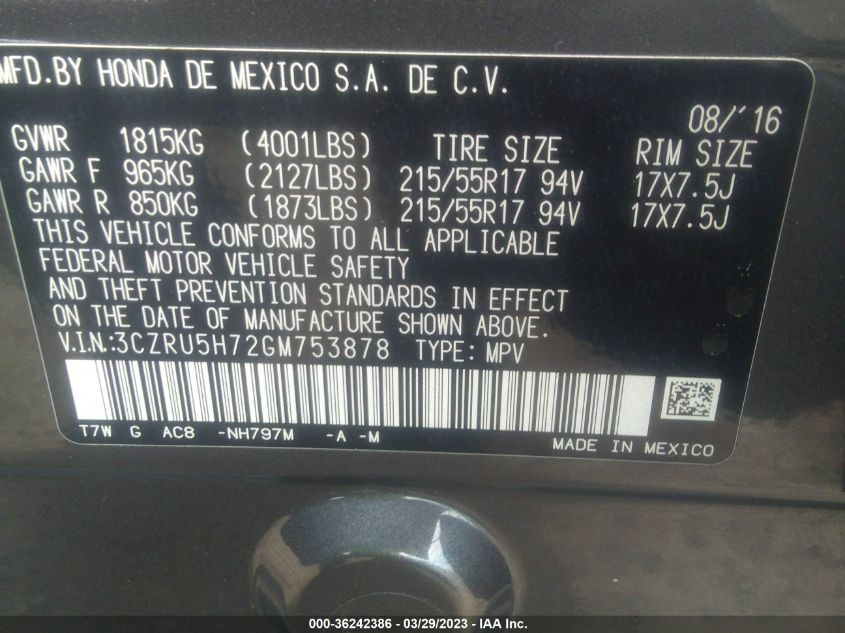 MFD.BY HONDA DE MEXICO S.A. DE C.V.
08/'16
GVWR 1815KG (4001LBS) TIRE SIZE RIM SIZE
GAWR F 965KG (2127LBS) 215/55R17 94V 17X7.5J
GAWR R 850KG (1873LBS) 215/55R17 94V 17X7.5J
THIS VEHICLE CONFORMS TO ALL APPLICABLE
FEDERAL MOTOR VEHICLE SAFETY
AND THEFT PREVENTION STANDARDS IN EFFECT
ON THE DATE OF MANUFACTURE SHOWN ABOVE.
V.I.N.:3CZRU5H72GM753878 TYPE: MPV
T7W G AC8 -NH797M -A -M
MADE IN MEXICO
000-36242386 - 03/29/2023 - IAA Inc.